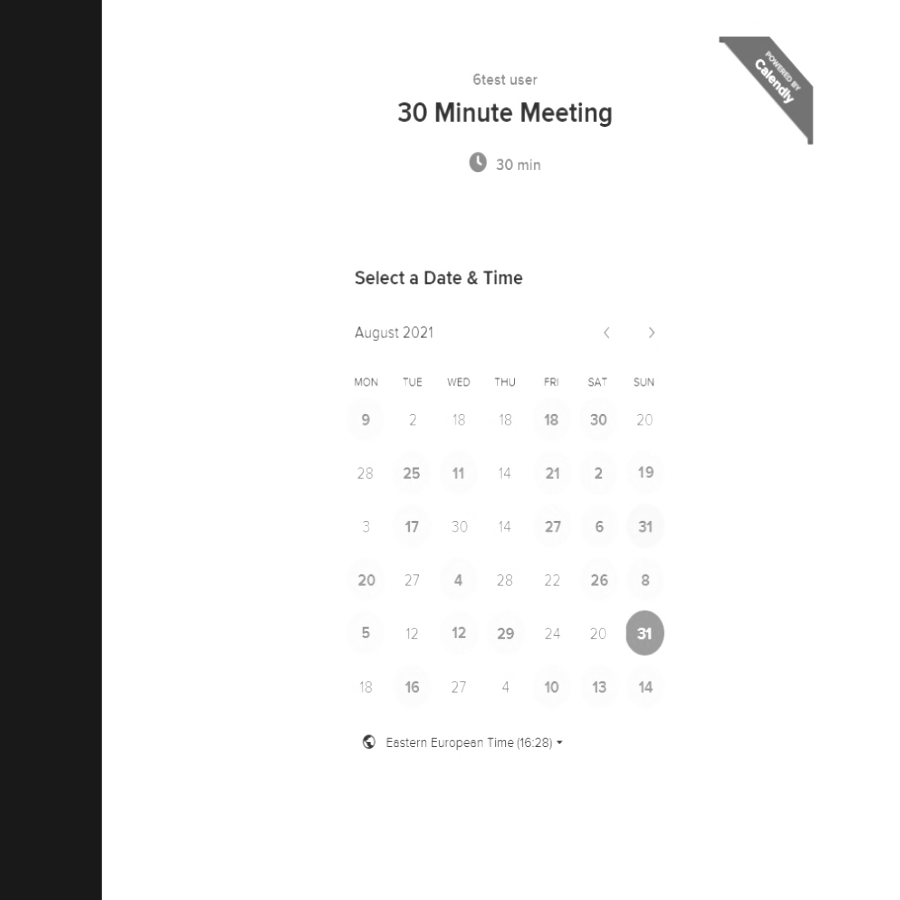 POWERED BY
Calendly
6test user
30 Minute Meeting
30 min
Select a Date & Time
August 2021
MON TUE WED THU FRI SAT SUN
9 2 18 18 18 30 20
28 25 11 14 21 2 19
3 17 30 14 27 6 31
20 27 4 28 22 26 8
5 12 12 29 24 20 31
18 16 27 4 10 13 14
Eastern European Time (16:28)